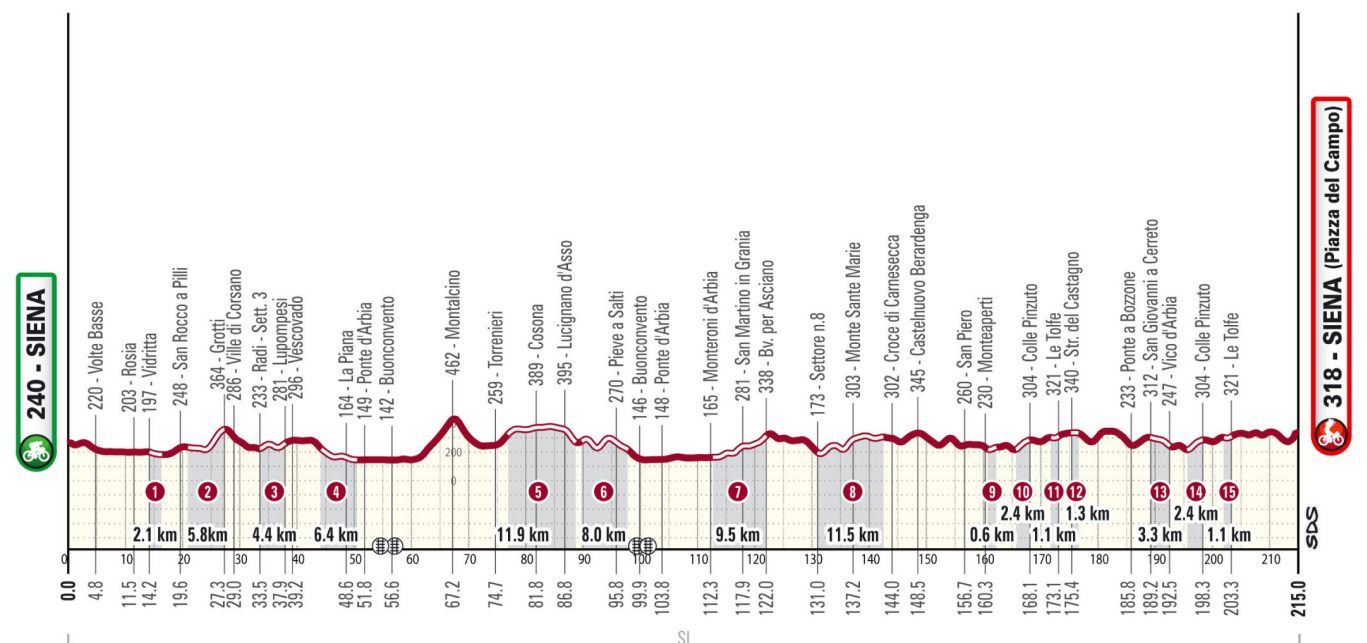 240 - SIENA
220 - Volte Basse
203 - Rosia
197 - Vidritta
248 - San Rocco a Pilli
364 - Grotti
286 - Ville di Corsano
233 - Radi - Sett. 3
281 - Lupompesi
296 - Vescovado
164 - La Piana
149 - Ponte d'Arbia
142 - Buonconvento
462 - Montalcino
259 - Torrenieri
389 - Cosona
395 - Lucignano d'Asso
270 - Pieve a Salti
146 - Buonconvento
148 - Ponte d'Arbia
165 - Monteroni d'Arbia
281 - San Martino in Grania
338 - Bv. per Asciano
173 - Settore n.8
303 - Monte Sante Marie
302 - Croce di Carnesecca
345 - Castelnuovo Berardenga
260 - San Piero
230 - Monteaperti
304 - Colle Pinzuto
321 - Le Tolfe
340 - Str. del Castagno
233 - Ponte a Bozzone
312 - San Giovanni a Cerreto
247 - Vico d'Arbia
304 - Colle Pinzuto
321 - Le Tolfe
318 - SIENA (Piazza del Campo)
200
0
1 2 3 4 5 6 7 8 9 10 11 12 13 14 15
2.4 km 1.3 km 2.4 km
2.1 km 5.8km 4.4 km 6.4 km 11.9 km 8.0 km 9.5 km 11.5 km 0.6 km 1.1 km 3.3 km 1.1 km
SDS
0 10 20 30 40 50 60 70 80 90 100 110 120 130 140 150 160 170 180 190 200 210
0.0 4.8 11.5 14.2 19.6 27.3 29.0 33.5 37.9 39.2 48.6 51.8 56.6 67.2 74.7 81.8 86.8 95.8 99.9 103.8 112.3 117.9 122.0 131.0 137.2 144.0 148.5 156.7 160.3 168.1 173.1 175.4 185.8 189.2 192.5 198.3 203.3 215.0
SI